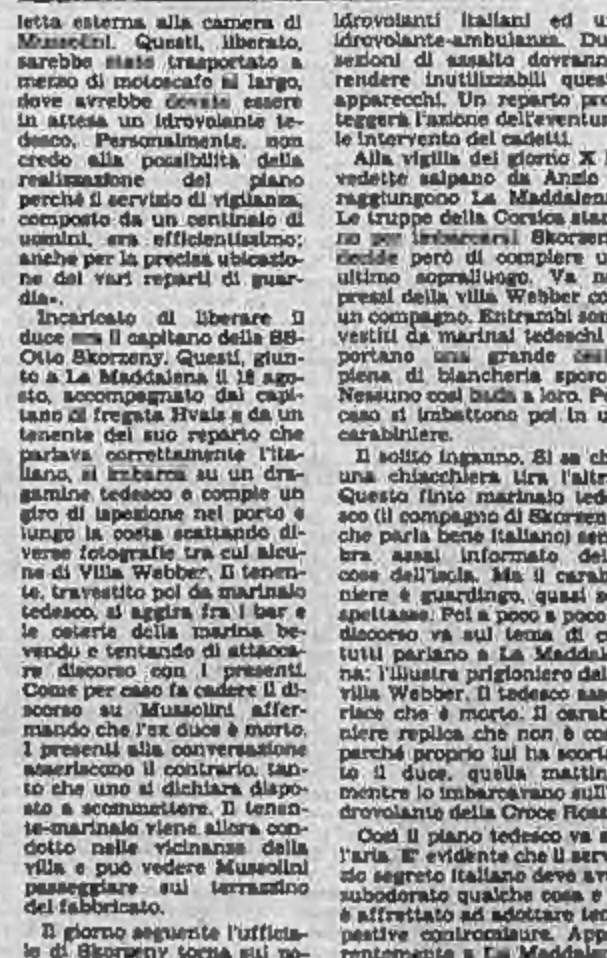 letta esterna alla camera di
Mussolini. Questi, liberato,
sarebbe stato trasportato a
mezzo di motoscafo al largo,
dove avrebbe dovuto essere
in attesa un idrovolante te-
desco. Personalmente, non
credo alla possibilità della
realizzazione del piano
perché il servizio di vigilanza,
composto da un centinaio di
uomini, era efficientissimo;
anche per la precisa ubicazio-
ne dei vari reparti di guar-
dia».
Incaricato di liberare il
duce era il capitano delle SS
Otto Skorzeny. Questi, giun-
to a La Maddalena il 18 ago-
sto, accompagnato dal capi-
tano di fregata e da un
tenente del suo reparto che
parlava correttamente l'ita-
liano, si imbarca su un dra-
gamine tedesco e compie un
giro di ispezione nel porto e
lungo la costa scattando di-
verse fotografie tra cui alcu-
ne di Villa Webber. Il tenen-
te, travestito poi da marinaio
tedesco, si aggira fra i bar e
le osterie della marina be-
vendo e tentando di attacca-
re discorso con i presenti.
Come per caso fa cadere il di-
scorso su Mussolini affer-
mando che l'ex duce è morto.
I presenti alla conversazione
asseriscono il contrario, tan-
to che uno si dichiara dispo-
sto a scommettere. Il tenen-
te-marinaio viene allora con-
dotto nelle vicinanze della
villa e può vedere Mussolini
passeggiare sul terrazzino
del fabbricato.
Il giorno seguente l'ufficia-
le di Skorzeny torna sul po-
idrovolanti italiani ed u
idrovolante-ambulanza. Du
sezioni di assalto dovrann
rendere inutilizzabili quest
apparecchi. Un reparto pro
teggerà l'azione dell'eventua
le intervento dei cadetti.
Alla vigilia del giorno X l
vedette salpano da Anzio
raggiungono La Maddalen
Le truppe della Corsica stan
no per imbarcarsi Skorzen
decide però di compiere u
ultimo sopralluogo. Va ne
pressi della villa Webber co
un compagno. Entrambi son
vestiti da marinai tedeschi
portano una grande
piena di biancheria sporc
Nessuno così bada a loro. Pe
caso si imbattono poi in u
carabiniere.
Il solito inganno. Si sa ch
una chiacchiera tira l'altr
Questo finto marinaio tede
sco (il compagno di Skorzen
che parla bene italiano) sem
bra assai informato dell
cose dell'isola. Ma il carabi
niere è guardingo, quasi s
aspettasse. Poi a poco a poco
discorso va sul tema di c
tutti parlano a La Maddale
na: l'illustre prigioniero dell
villa Webber. Il tedesco asse
risce che è morto. Il carabi
niere replica che non è cos
perché proprio lui ha scorta
to il duce, quella mattin
mentre lo imbarcavano sull'i
drovolante della Croce Ross
Così il piano tedesco va a
l'aria. E' evidente che il serv
zio segreto italiano deve ave
subodorato qualche cosa e
è affrettato ad adottare tem
pestive contromisure. App
rentemente a La Maddalen